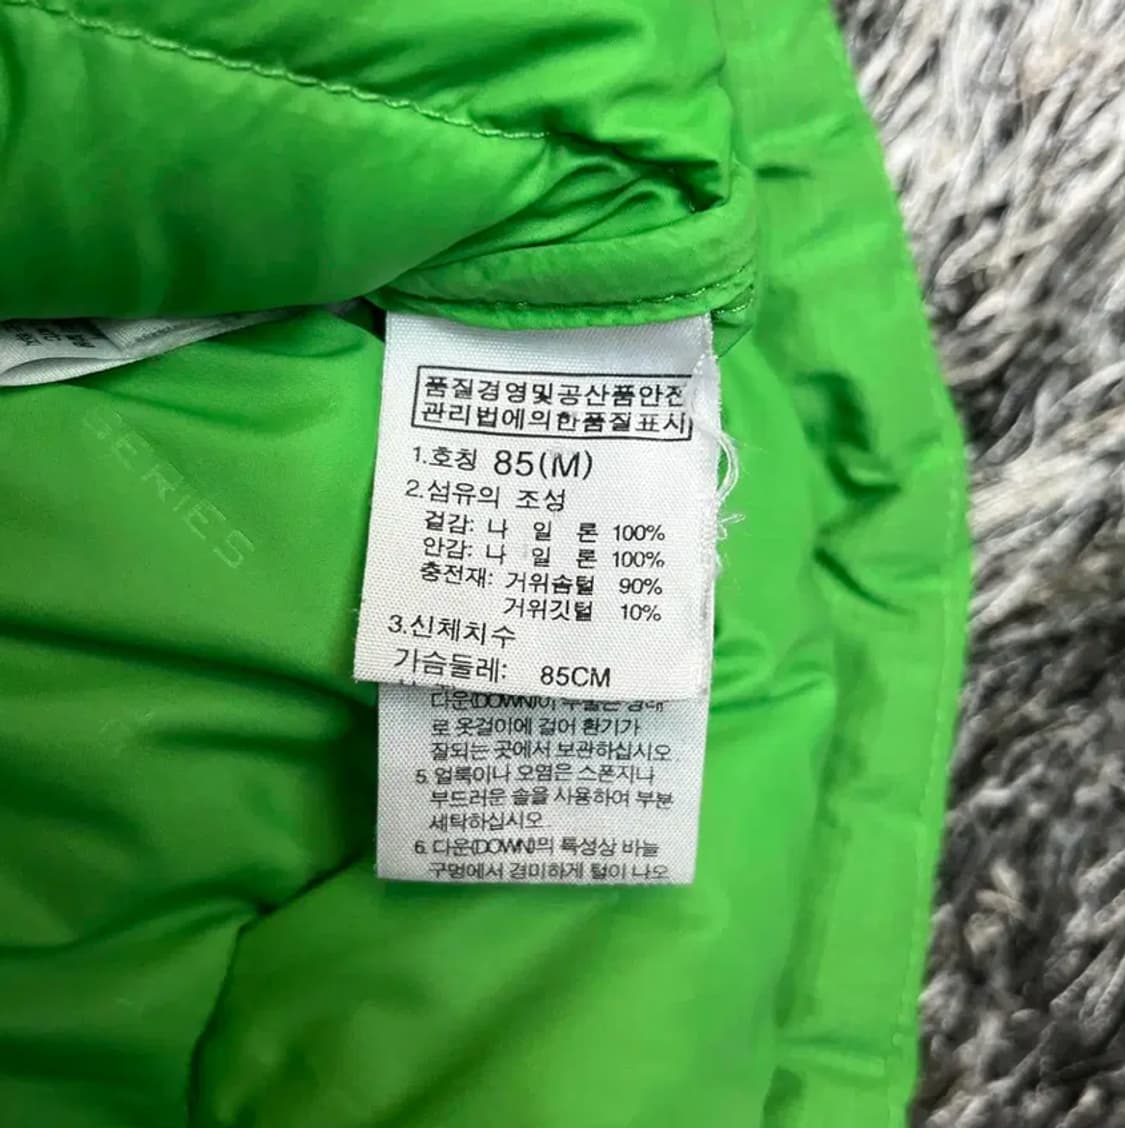 품질경영및공산품안전
관리법에의한품질표시
1.호칭 85(M)
2.섬유의 조성
겉감: 나 일 론 100%
안감: 나 일 론 100%
충전재: 거위솜털 90%
거위깃털 10%
3.신체치수
가슴둘레: 85CM
다운(DOWN)이
로 옷걸이에 걸어 환기가
잘되는 곳에서 보관하십시오.
5. 얼룩이나 오염은 스폰지나
부드러운 솔을 사용하여 부분
세탁하십시오.
6. 다운(DOWN)의 특성상 바늘
구멍에서 경미하게 털이 나오
SERIES